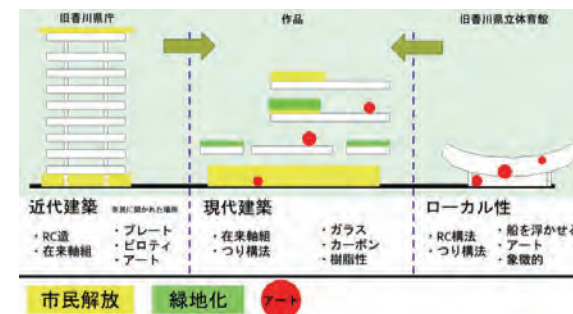 旧香川県庁
作品
旧香川県立体育館
近代建築 市民に開かれた場所
・RC造
・在来軸組
・プレート
・ピロティ
・アート
現代建築
・在来軸組
・つり構法
・ガラス
・カーボン
・樹脂性
ローカル性
・RC構法
・つり構法
・船を浮かせる
・アート
・象徴的
市民解放
緑地化
アート